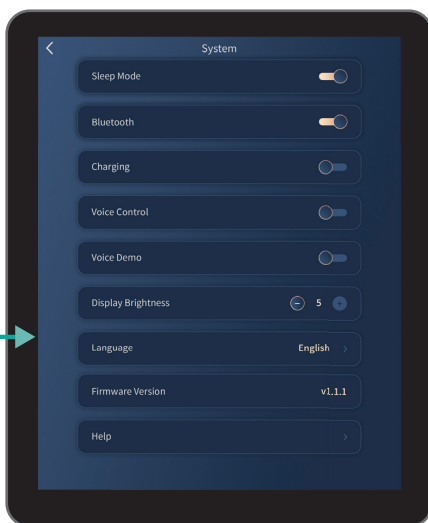 System
Sleep Mode
Bluetooth
Charging
Voice Control
Voice Demo
Display Brightness 5
Language English
Firmware Version v1.1.1
Help